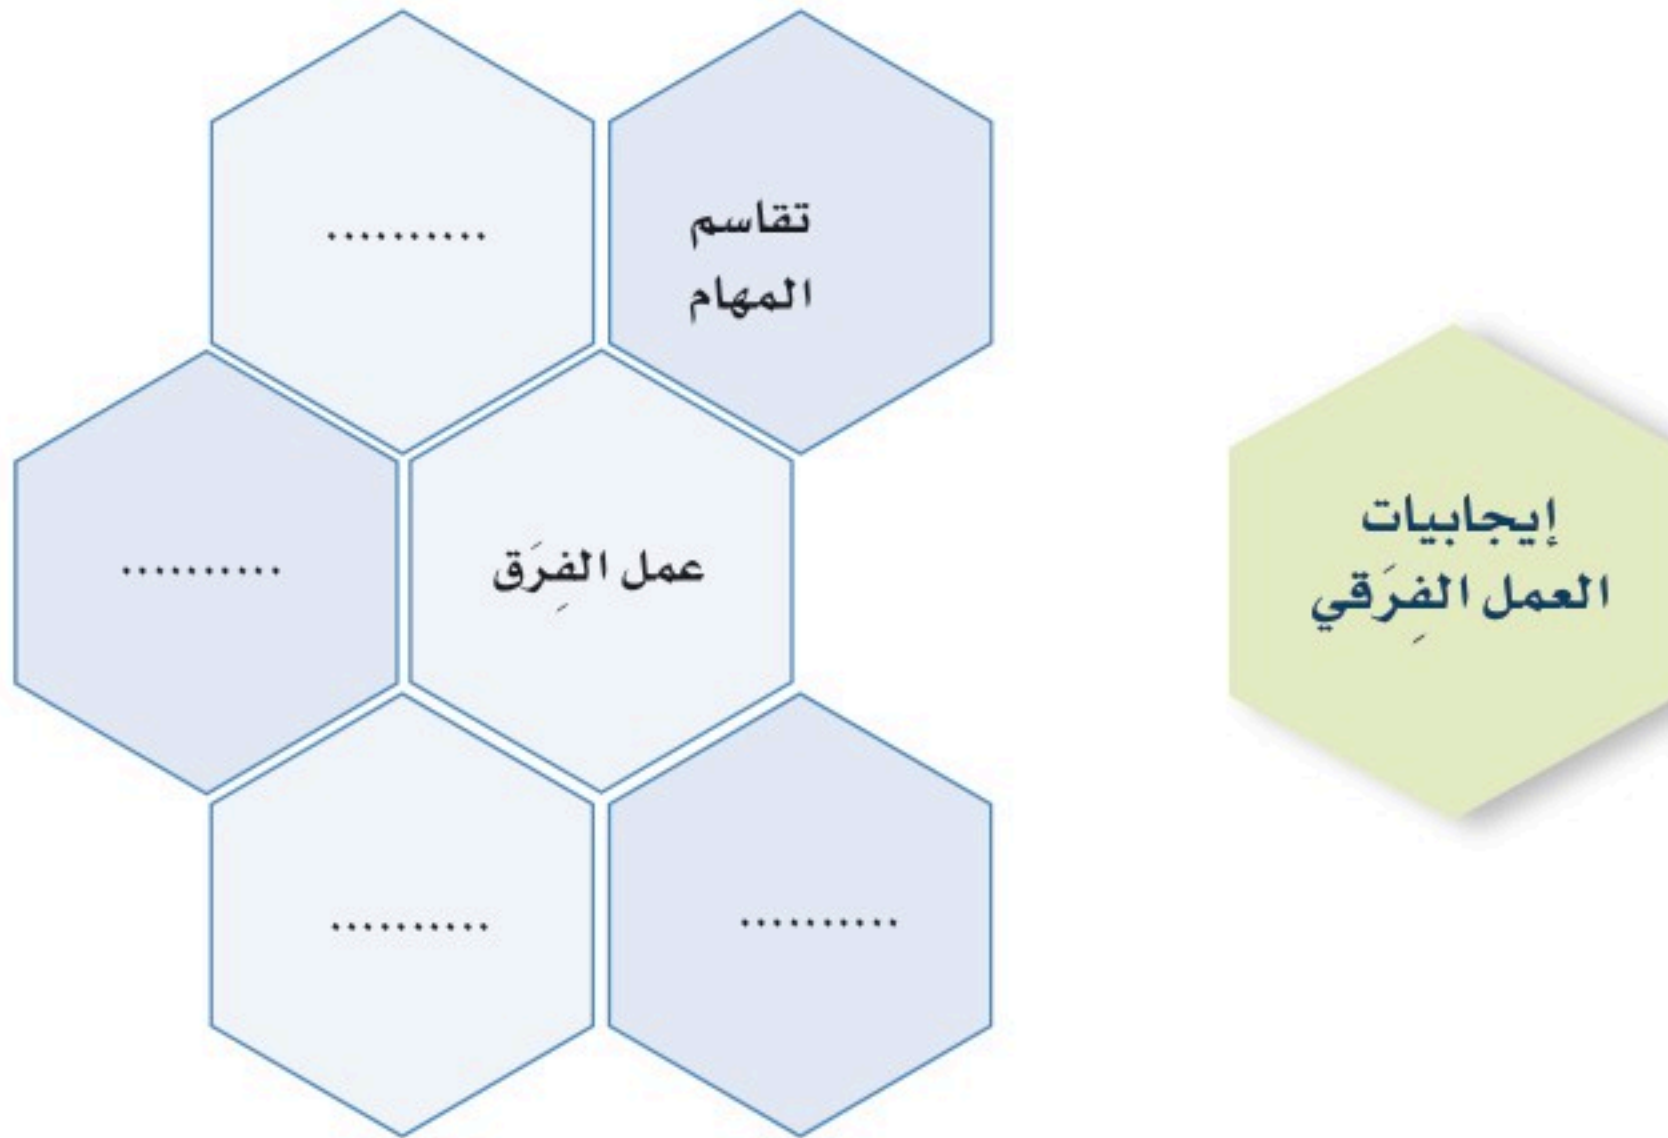 تقاسم
المهام
..........
إيجابيات
العمل الفِرَقي
عمل الفِرَق
..........
..........
..........